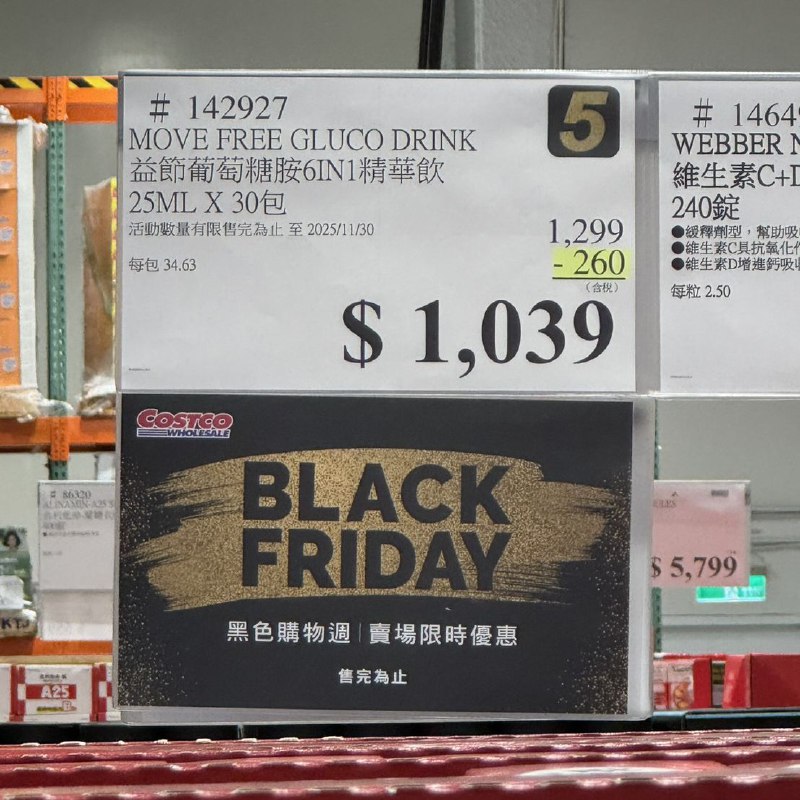 # 142927
5
MOVE FREE GLUCO DRINK
益節葡萄糖胺6IN1精華飲
25ML X 30包
活動數量有限售完為止 至 2025/11/30
1,299
- 260
每包 34.63
(含稅)
$ 1,039
COSTCO
WHOLESALE
BLACK
FRIDAY
黑色購物週 | 賣場限時優惠
售完為止
# 1464
WEBBER
維生素C+D
240錠
●緩釋劑型，幫助吸
●維生素C具抗氧化
●維生素D增進鈣吸
每粒 2.50
# 86320
$ 5,799
A25